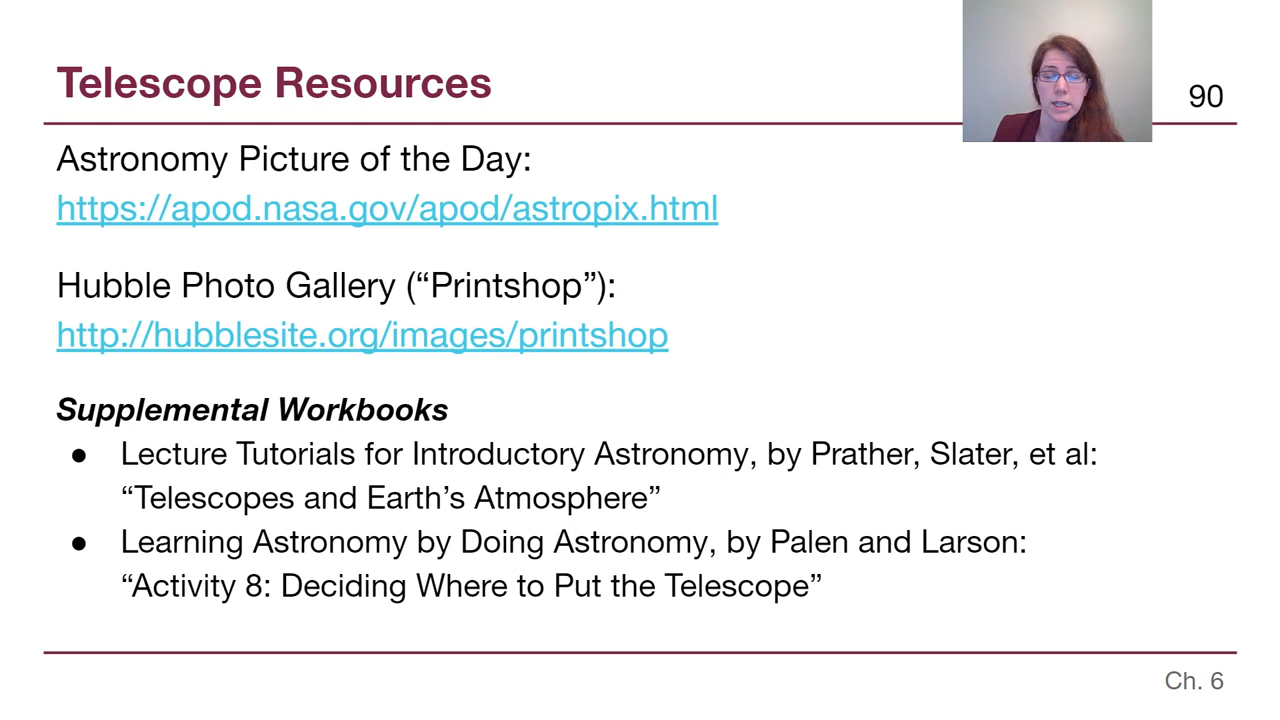 Telescope Resources
90
Astronomy Picture of the Day:
https://apod.nasa.gov/apod/astropix.html
Hubble Photo Gallery (“Printshop”):
http://hubblesite.org/images/printshop
Supplemental Workbooks
● Lecture Tutorials for Introductory Astronomy, by Prather, Slater, et al:
“Telescopes and Earth’s Atmosphere”
● Learning Astronomy by Doing Astronomy, by Palen and Larson:
“Activity 8: Deciding Where to Put the Telescope”
Ch. 6